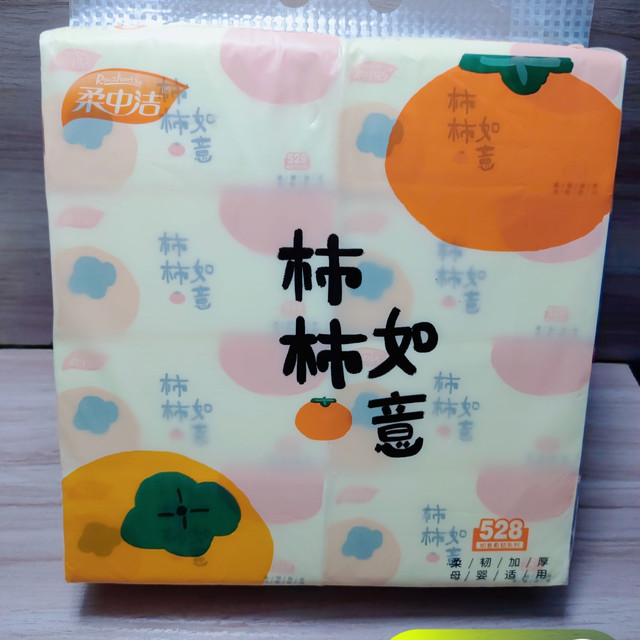 柔中洁
柿柿
如意
528
柔/韧/加/厚
母/婴/适/用